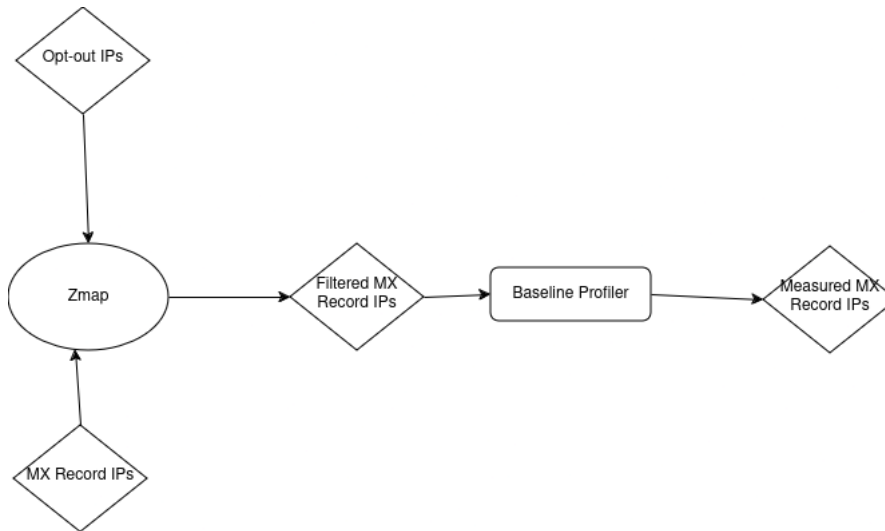 Opt-out IPs
Zmap
Filtered MX
Record IPs
Baseline Profiler
Measured MX
Record IPs
MX Record IPs